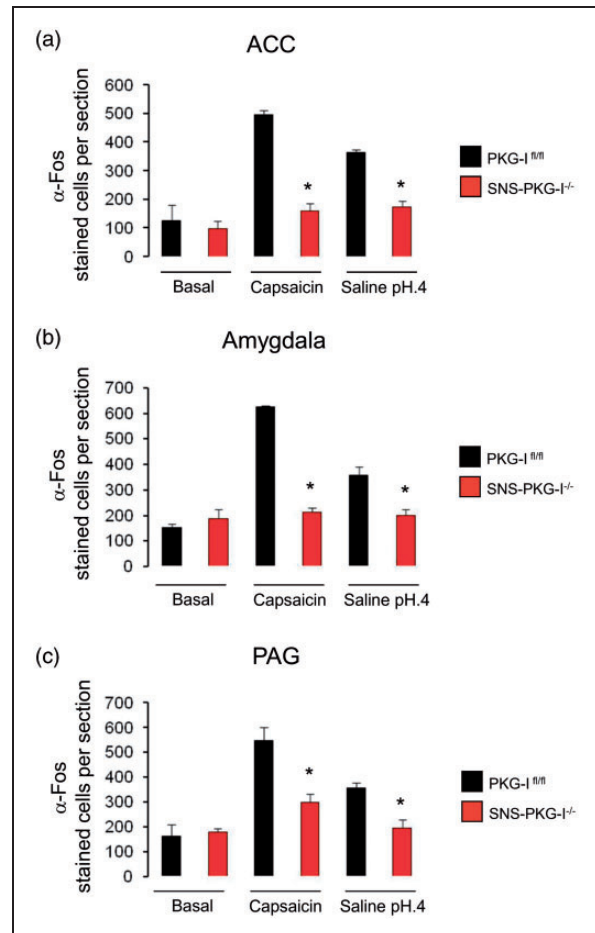 (a)
ACC
α-Fos
stained cells per section
600
500
400
300
200
100
0
*
*
Basal
Capsaicin
Saline pH.4
PKG-I fl/fl
SNS-PKG-I-/-
(b)
Amygdala
α-Fos
stained cells per section
700
600
500
400
300
200
100
0
*
*
Basal
Capsaicin
Saline pH.4
PKG-I fl/fl
SNS-PKG-I-/-
(c)
PAG
α-Fos
stained cells per section
700
600
500
400
300
200
100
0
*
*
Basal
Capsaicin
Saline pH.4
PKG-I fl/fl
SNS-PKG-I-/-